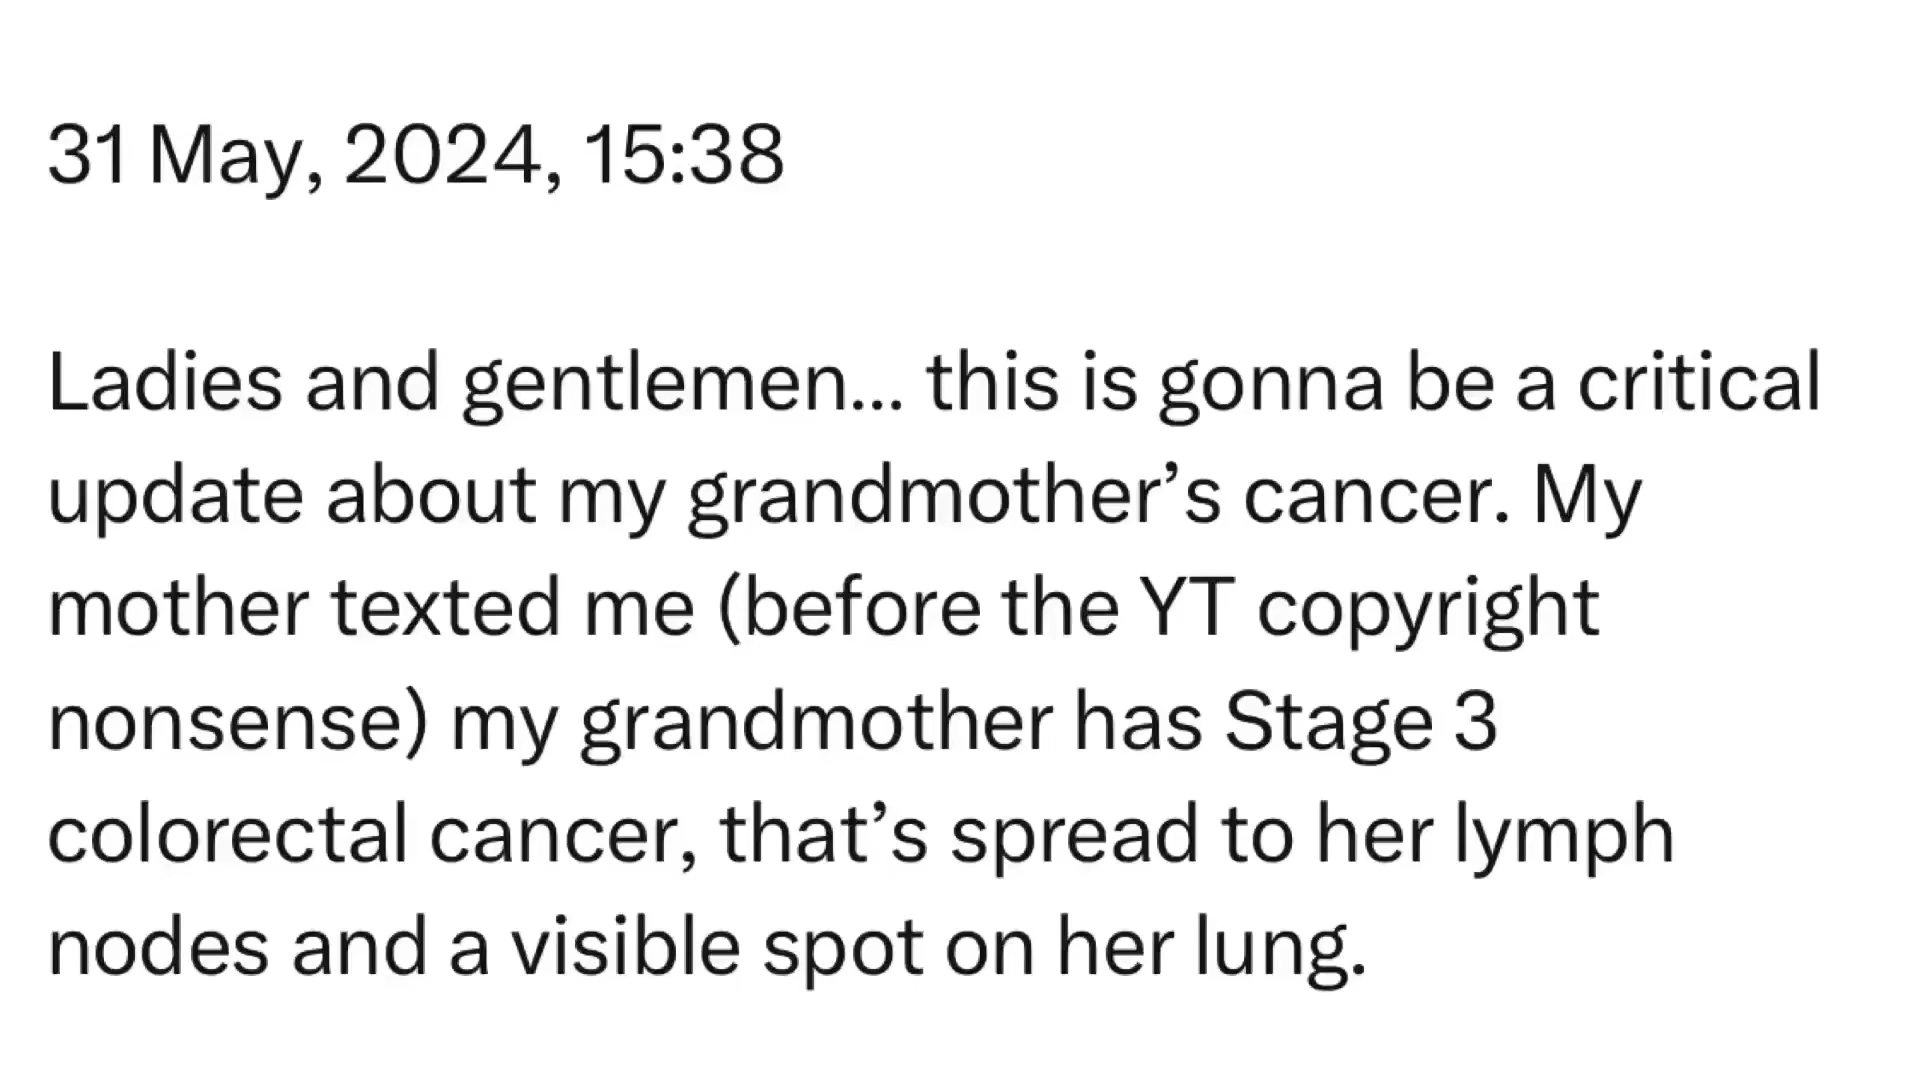 31 May, 2024, 15:38
Ladies and gentlemen... this is gonna be a critical
update about my grandmother’s cancer. My
mother texted me (before the YT copyright
nonsense) my grandmother has Stage 3
colorectal cancer, that’s spread to her lymph
nodes and a visible spot on her lung.